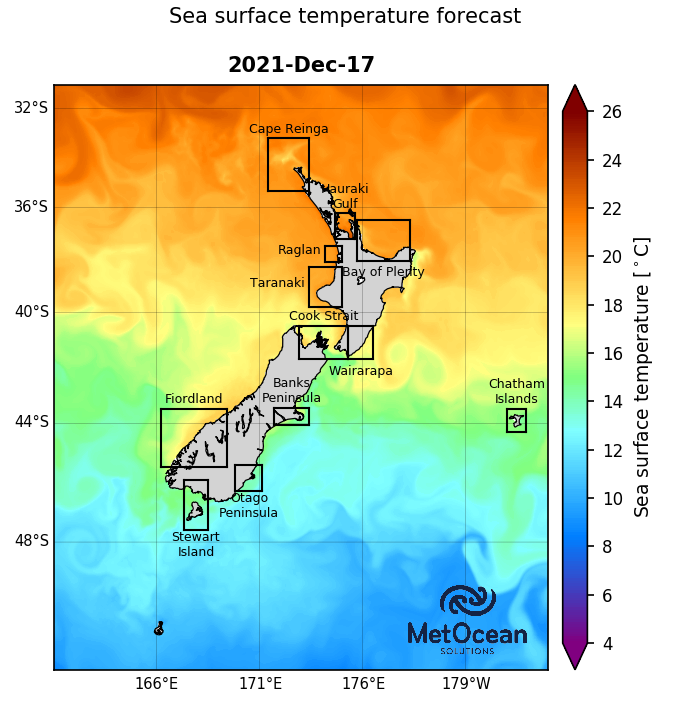 Sea surface temperature forecast
2021-Dec-17
32°S
36°S
40°S
44°S
48°S
166°E
171°E
176°E
179°W
Cape Reinga
Hauraki
Gulf
Raglan
Bay of Plenty
Taranaki
Cook Strait
Wairarapa
Banks
Peninsula
Fiordland
Chatham
Islands
Otago
Peninsula
Stewart
Island
MetOcean
SOLUTIONS
26
24
22
20
18
16
14
12
10
8
6
4
Sea surface temperature [°C]